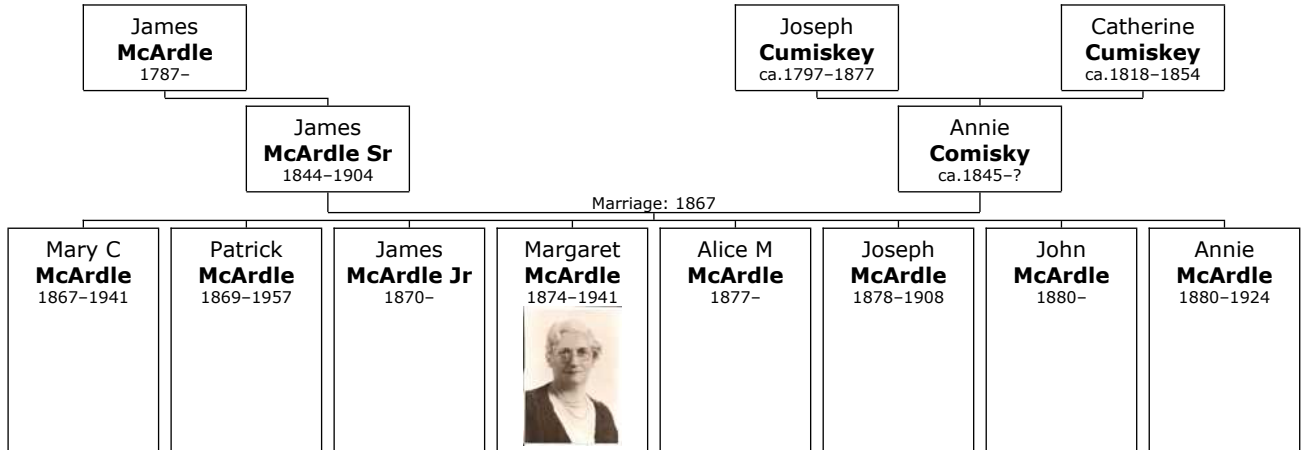 James
McArdle
1787–
Joseph
Cumiskey
ca.1797–1877
Catherine
Cumiskey
ca.1818–1854
James
McArdle Sr
1844–1904
Annie
Comisky
ca.1845–?
Marriage: 1867
Mary C
McArdle
1867–1941
Patrick
McArdle
1869–1957
James
McArdle Jr
1870–
Margaret
McArdle
1874–1941
Alice M
McArdle
1877–
Joseph
McArdle
1878–1908
John
McArdle
1880–
Annie
McArdle
1880–1924